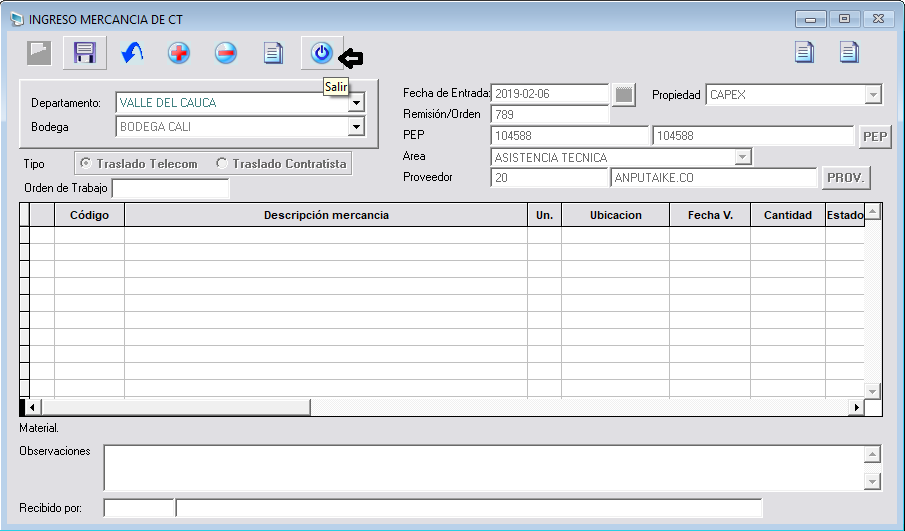 INGRESO MERCANCIA DE CT
Salir
Departamento: VALLE DEL CAUCA
Bodega BODEGA CALI
Tipo Traslado Telecom Traslado Contratista
Orden de Trabajo
Fecha de Entrada: 2019-02-06 Propiedad CAPEX
Remisión/Orden 789
PEP 104588 104588 PEP
Area ASISTENCIA TECNICA
Proveedor 20 ANPUTAIKE.CO PROV.
Código Descripción mercancia Un. Ubicacion Fecha V. Cantidad Estado
Material.
Observaciones
Recibido por: